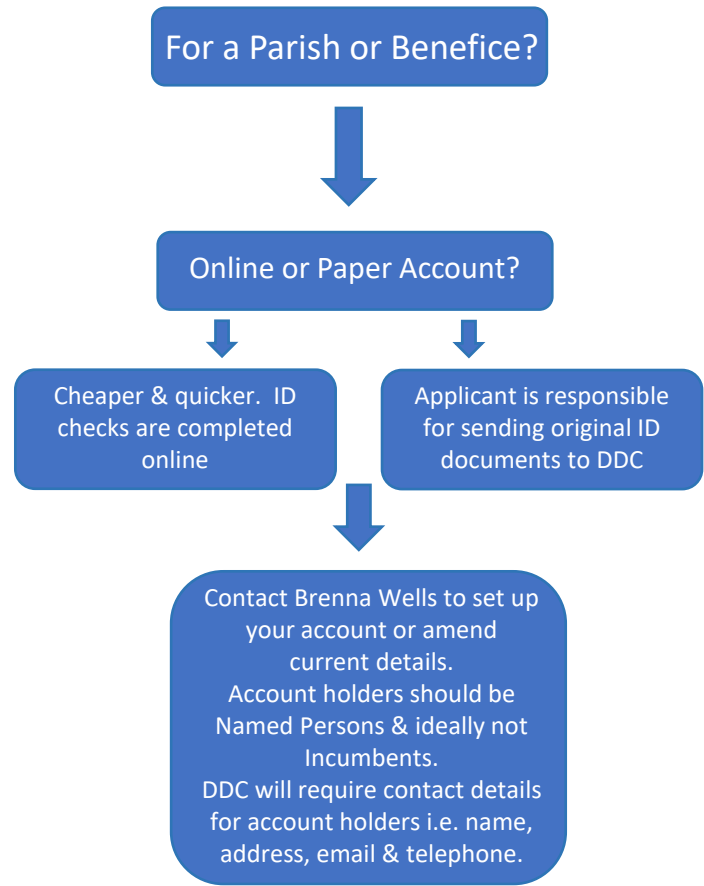 For a Parish or Benefice?
Online or Paper Account?
Cheaper & quicker.  ID
checks are completed
online
Applicant is responsible
for sending original ID
documents to DDC
Contact Brenna Wells to set up
your account or amend
current details.
Account holders should be
Named Persons & ideally not
Incumbents.
DDC will require contact details
for account holders i.e. name,
address, email & telephone.